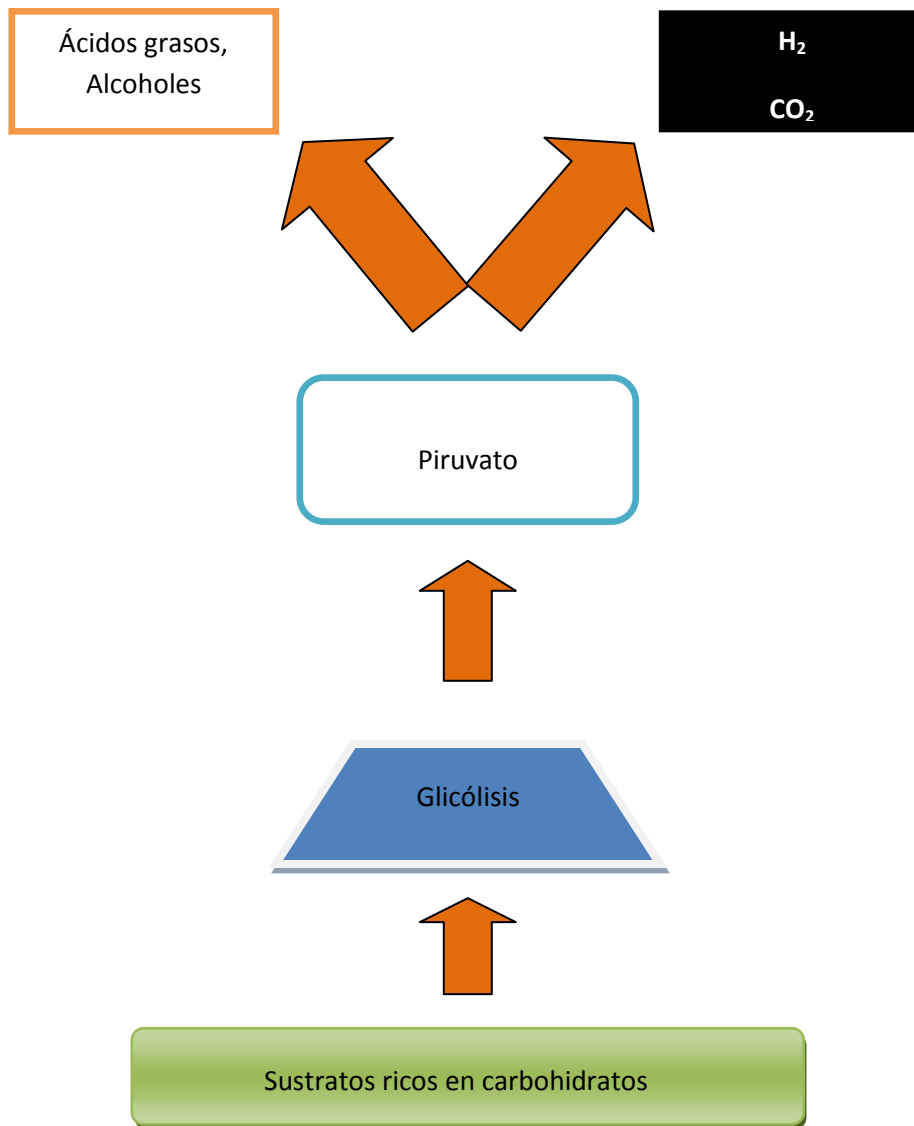 Ácidos grasos,
Alcoholes
H₂
CO₂
Piruvato
Glicólisis
Sustratos ricos en carbohidratos